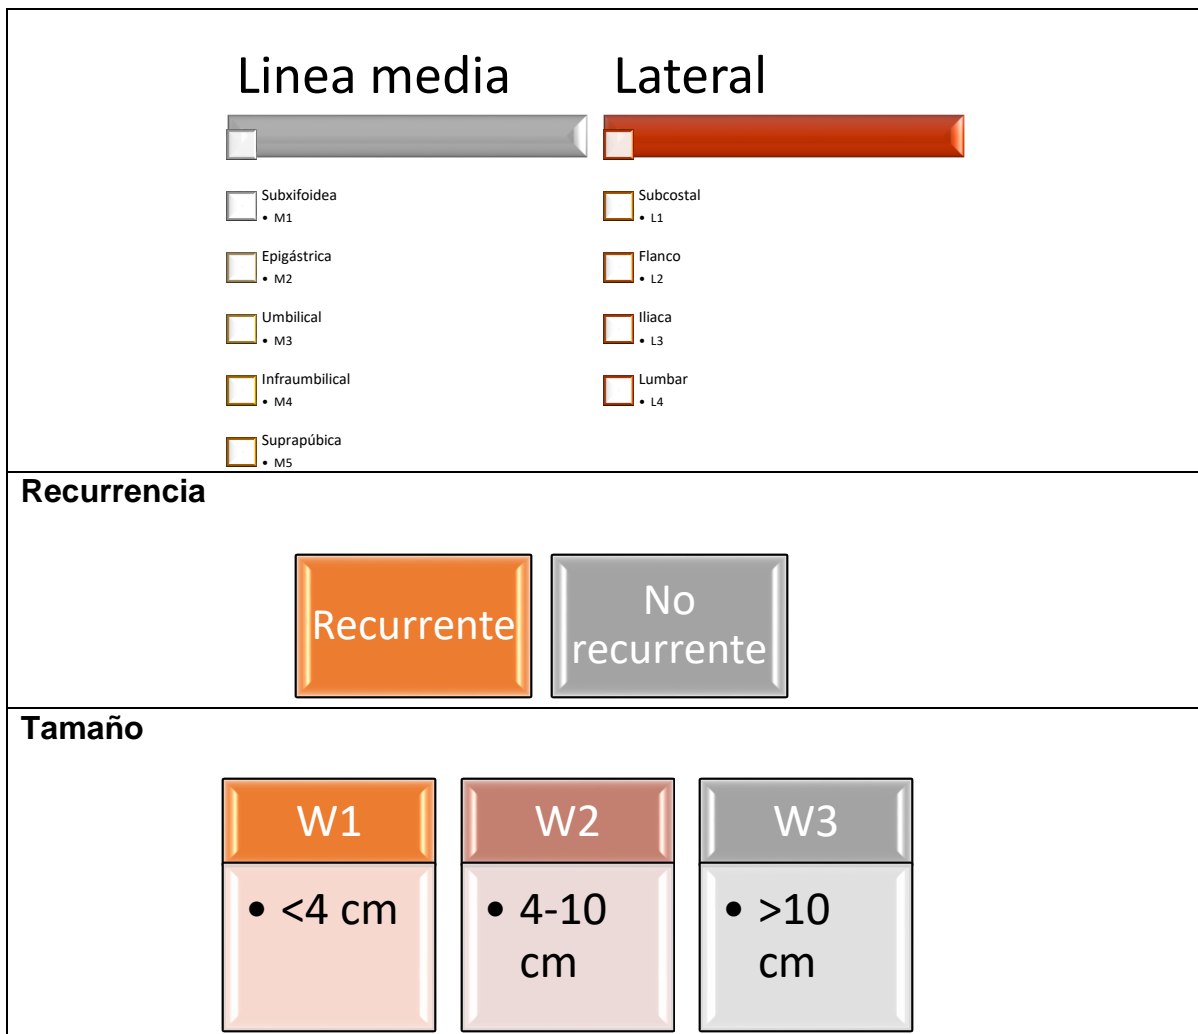 Linea media
Subxifoidea
• M1
Epigástrica
• M2
Umbilical
• M3
Infraumbilical
• M4
Suprapúbica
• M5
Lateral
Subcostal
• L1
Flanco
• L2
Iliaca
• L3
Lumbar
• L4
Recurrencia
Recurrente
No
recurrente
Tamaño
W1
• <4 cm
W2
• 4-10
cm
W3
• >10
cm